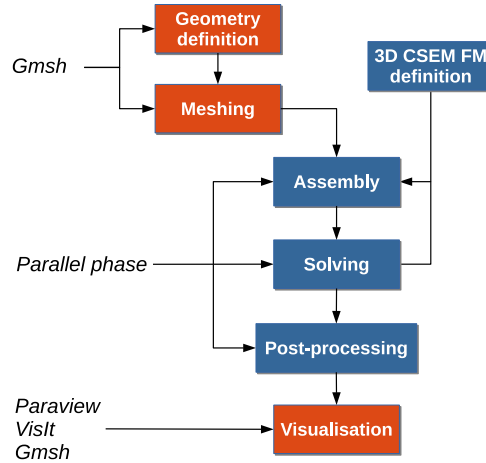 Geometry
definition
3D CSEM FM
definition
Gmsh
Meshing
Assembly
Parallel phase
Solving
Post-processing
Paraview
VisIt
Gmsh
Visualisation